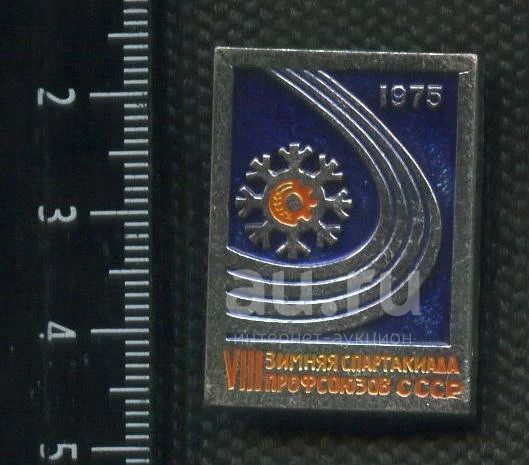 1975
2
3
4
5
au.ru
интернет-аукцион
VIII ЗИМНЯЯ СПАРТАКИАДА
ПРОФСОЮЗОВ СССР